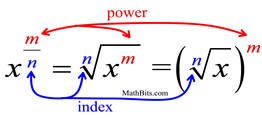 power
x^(m/n) = ⁿ√(x^m) = (ⁿ√x)^m
MathBits.com
index